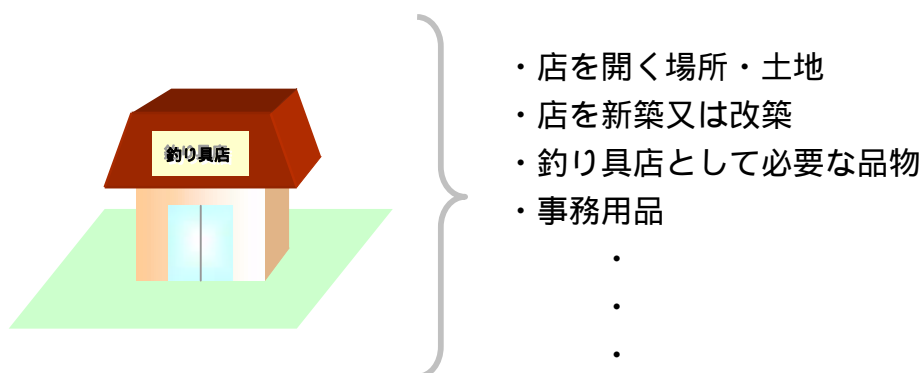 釣り具店
・店を開く場所・土地
・店を新築又は改築
・釣り具店として必要な品物
・事務用品
・
・
・